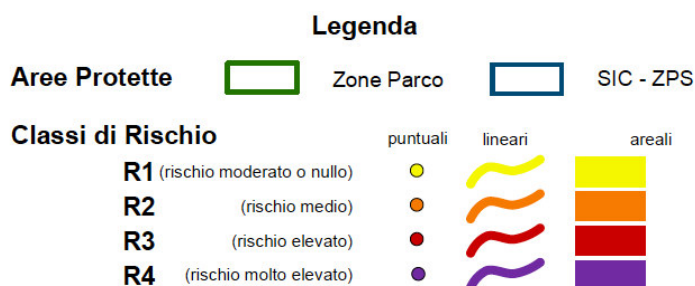 Legenda
Aree Protette Zone Parco SIC - ZPS
Classi di Rischio puntuali lineari areali
R1 (rischio moderato o nullo)
R2 (rischio medio)
R3 (rischio elevato)
R4 (rischio molto elevato)